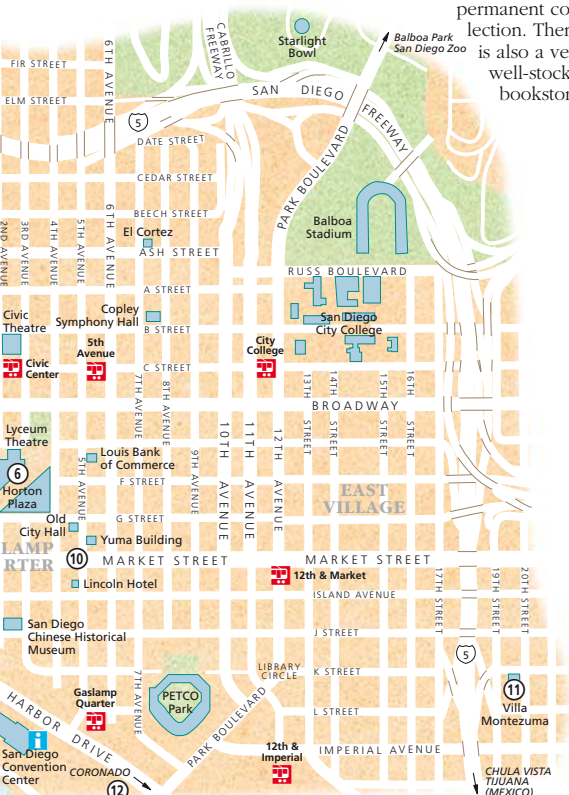 permanent co
lection. Ther
is also a ve
well-stock
bookstor
Balboa Park
San Diego Zoo
Starlight
Bowl
CABRILLO
FREEWAY
6TH AVENUE
FIR STREET
ELM STREET
SAN DIEGO FREEWAY
5
DATE STREET
CEDAR STREET
BEECH STREET
PARK BOULEVARD
Balboa
Stadium
2ND AVENUE
3RD AVENUE
4TH AVENUE
5TH AVENUE
6TH AVENUE
El Cortez
ASH STREET
RUSS BOULEVARD
A STREET
Civic
Theatre
Copley
Symphony Hall
San Diego
City College
B STREET
5th
Avenue
City
College
Civic
Center
C STREET
7TH AVENUE
8TH AVENUE
13TH
STREET
14TH
STREET
15TH
STREET
16TH
STREET
BROADWAY
Lyceum
Theatre
6
Horton
Plaza
5TH AVENUE
Louis Bank
of Commerce
9TH AVENUE
10TH AVENUE
11TH AVENUE
12TH AVENUE
F STREET
EAST
VILLAGE
G STREET
Old
City Hall
Yuma Building
LAMP
RTER
10
MARKET STREET
MARKET STREET
Lincoln Hotel
12th & Market
17TH STREET
19TH STREET
20TH STREET
ISLAND AVENUE
San Diego
Chinese Historical
Museum
J STREET
5
LIBRARY
CIRCLE
K STREET
7TH AVENUE
PETCO
Park
11
Villa
Montezuma
Gaslamp
Quarter
L STREET
HARBOR DRIVE
PARK BOULEVARD
12th &
Imperial
IMPERIAL AVENUE
i
San Diego
Convention
Center
CORONADO
12
CHULA VISTA
TIJUANA
(MEXICO)